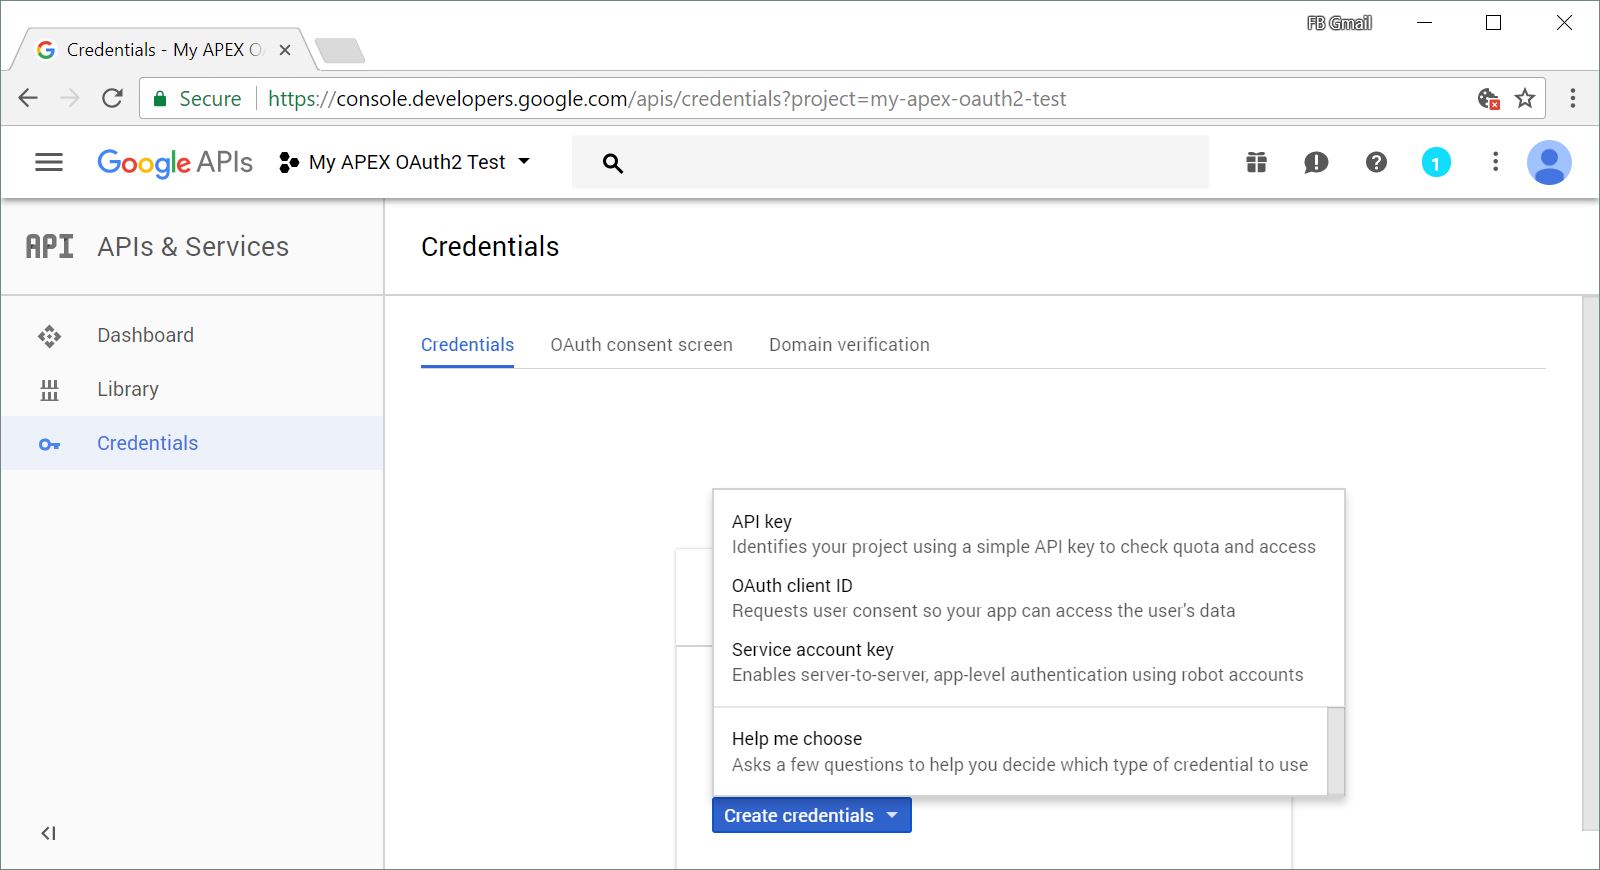 FB Gmail
Credentials - My APEX O
Secure https://console.developers.google.com/apis/credentials?project=my-apex-oauth2-test
Google APIs My APEX OAuth2 Test 1
API APIs & Services
Credentials
Dashboard
Library
Credentials
Credentials OAuth consent screen Domain verification
API key
Identifies your project using a simple API key to check quota and access
OAuth client ID
Requests user consent so your app can access the user's data
Service account key
Enables server-to-server, app-level authentication using robot accounts
Help me choose
Asks a few questions to help you decide which type of credential to use
Create credentials